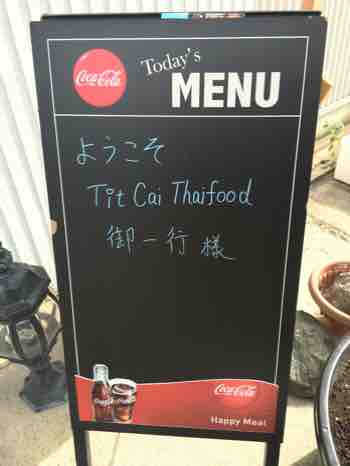 Coca-Cola
Today's
MENU
ようこそ
Tit Cai Thaifood
御一行様
Coca-Cola
Happy Meal